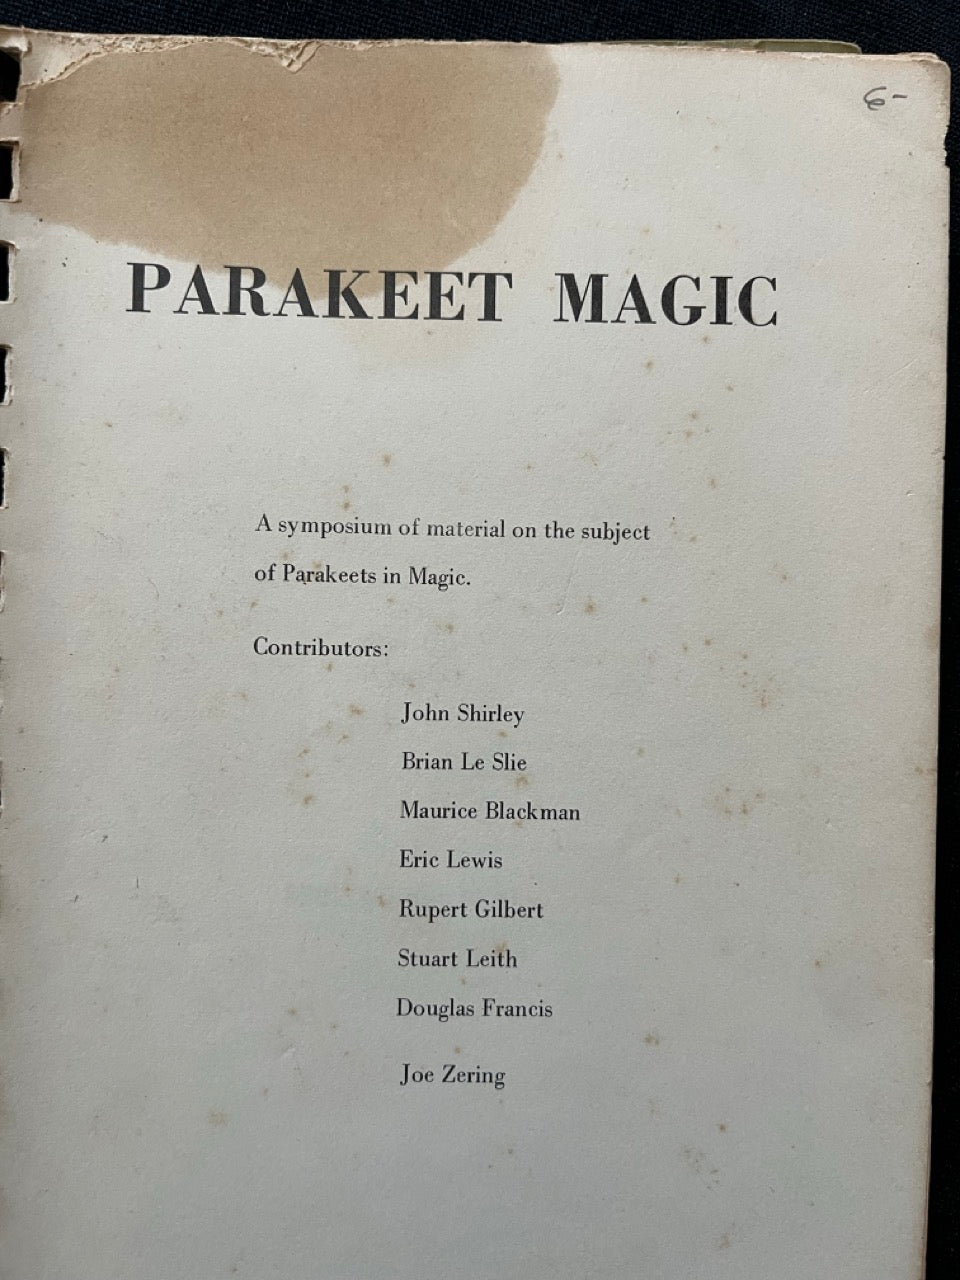 6-
PARAKEET MAGIC
A symposium of material on the subject
of Parakeets in Magic.
Contributors:
John Shirley
Brian Le Slie
Maurice Blackman
Eric Lewis
Rupert Gilbert
Stuart Leith
Douglas Francis
Joe Zering